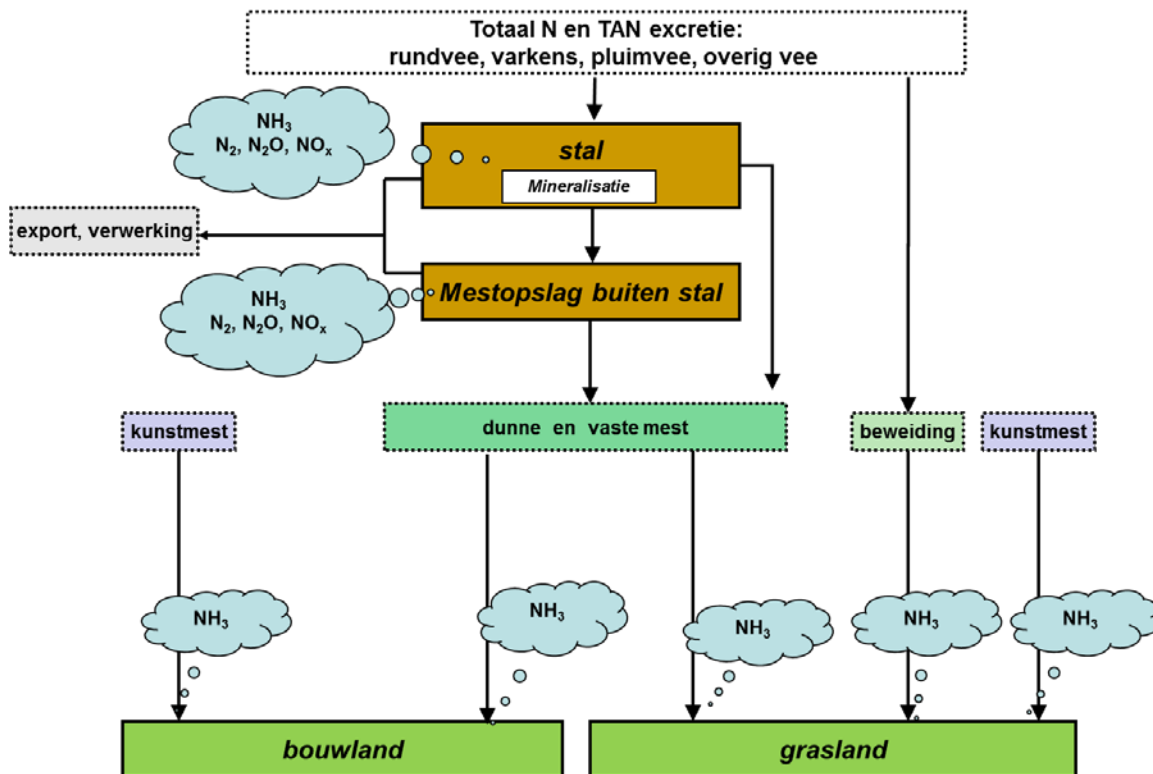 Totaal N en TAN excretie:
rundvee, varkens, pluimvee, overig vee
NH₃
N₂, N₂O, NOₓ
stal
Mineralisatie
export, verwerking
Mestopslag buiten stal
NH₃
N₂, N₂O, NOₓ
kunstmest
dunne en vaste mest
beweiding
kunstmest
NH₃
NH₃
NH₃
NH₃
NH₃
bouwland
grasland